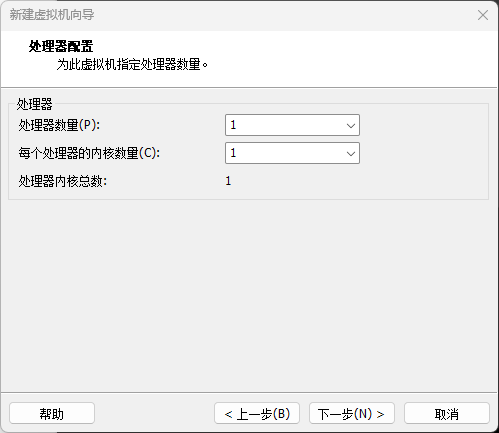 新建虚拟机向导
处理器配置
为此虚拟机指定处理器数量。
处理器
处理器数量(P): 1
每个处理器的内核数量(C): 1
处理器内核总数: 1
帮助 < 上一步(B) 下一步(N) > 取消